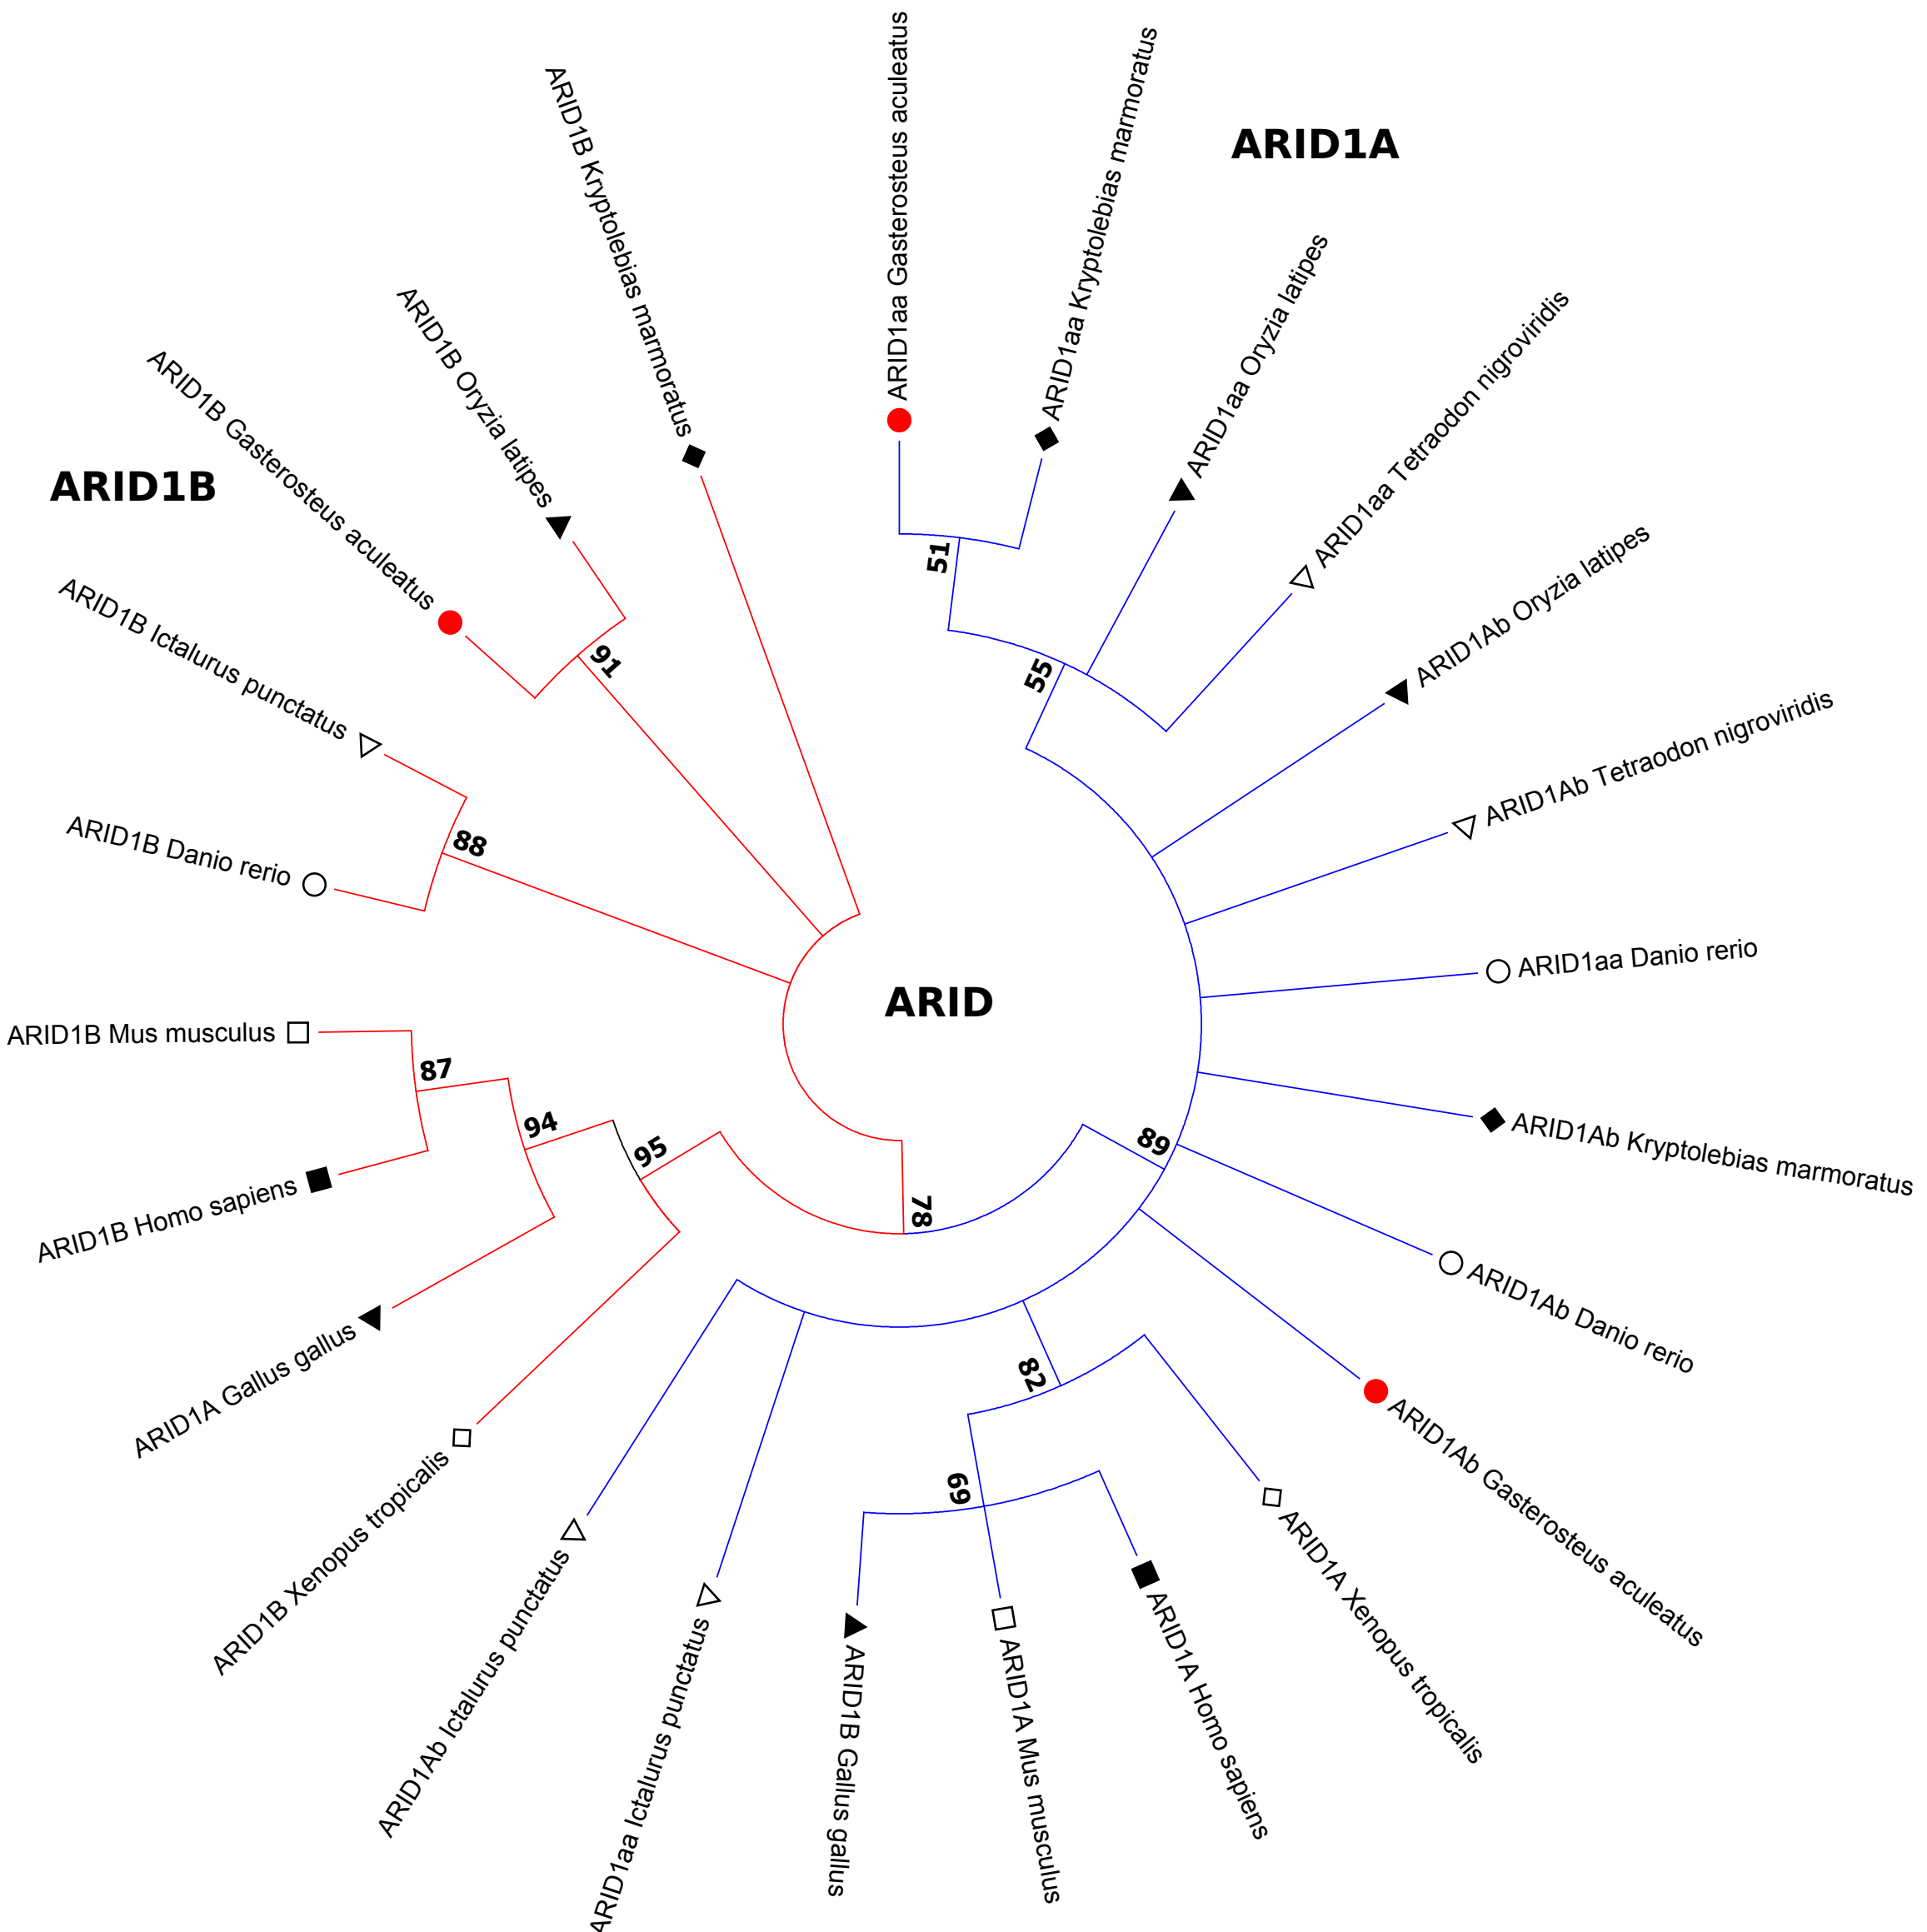 ARID1A
ARID1B
ARID
ARID1aa Gasterosteus aculeatus
ARID1aa Kryptolebias marmoratus
ARID1aa Oryzia latipes
ARID1aa Tetraodon nigroviridis
ARID1Ab Oryzia latipes
ARID1Ab Tetraodon nigroviridis
ARID1aa Danio rerio
ARID1Ab Kryptolebias marmoratus
ARID1Ab Danio rerio
ARID1Ab Gasterosteus aculeatus
ARID1A Xenopus tropicalis
ARID1A Homo sapiens
ARID1A Mus musculus
ARID1B Gallus gallus
ARID1aa Ictalurus punctatus
ARID1Ab Ictalurus punctatus
ARID1B Xenopus tropicalis
ARID1A Gallus gallus
ARID1B Homo sapiens
ARID1B Mus musculus
ARID1B Danio rerio
ARID1B Ictalurus punctatus
ARID1B Gasterosteus aculeatus
ARID1B Oryzia latipes
ARID1B Kryptolebias marmoratus
51
55
89
82
69
78
95
94
87
88
91